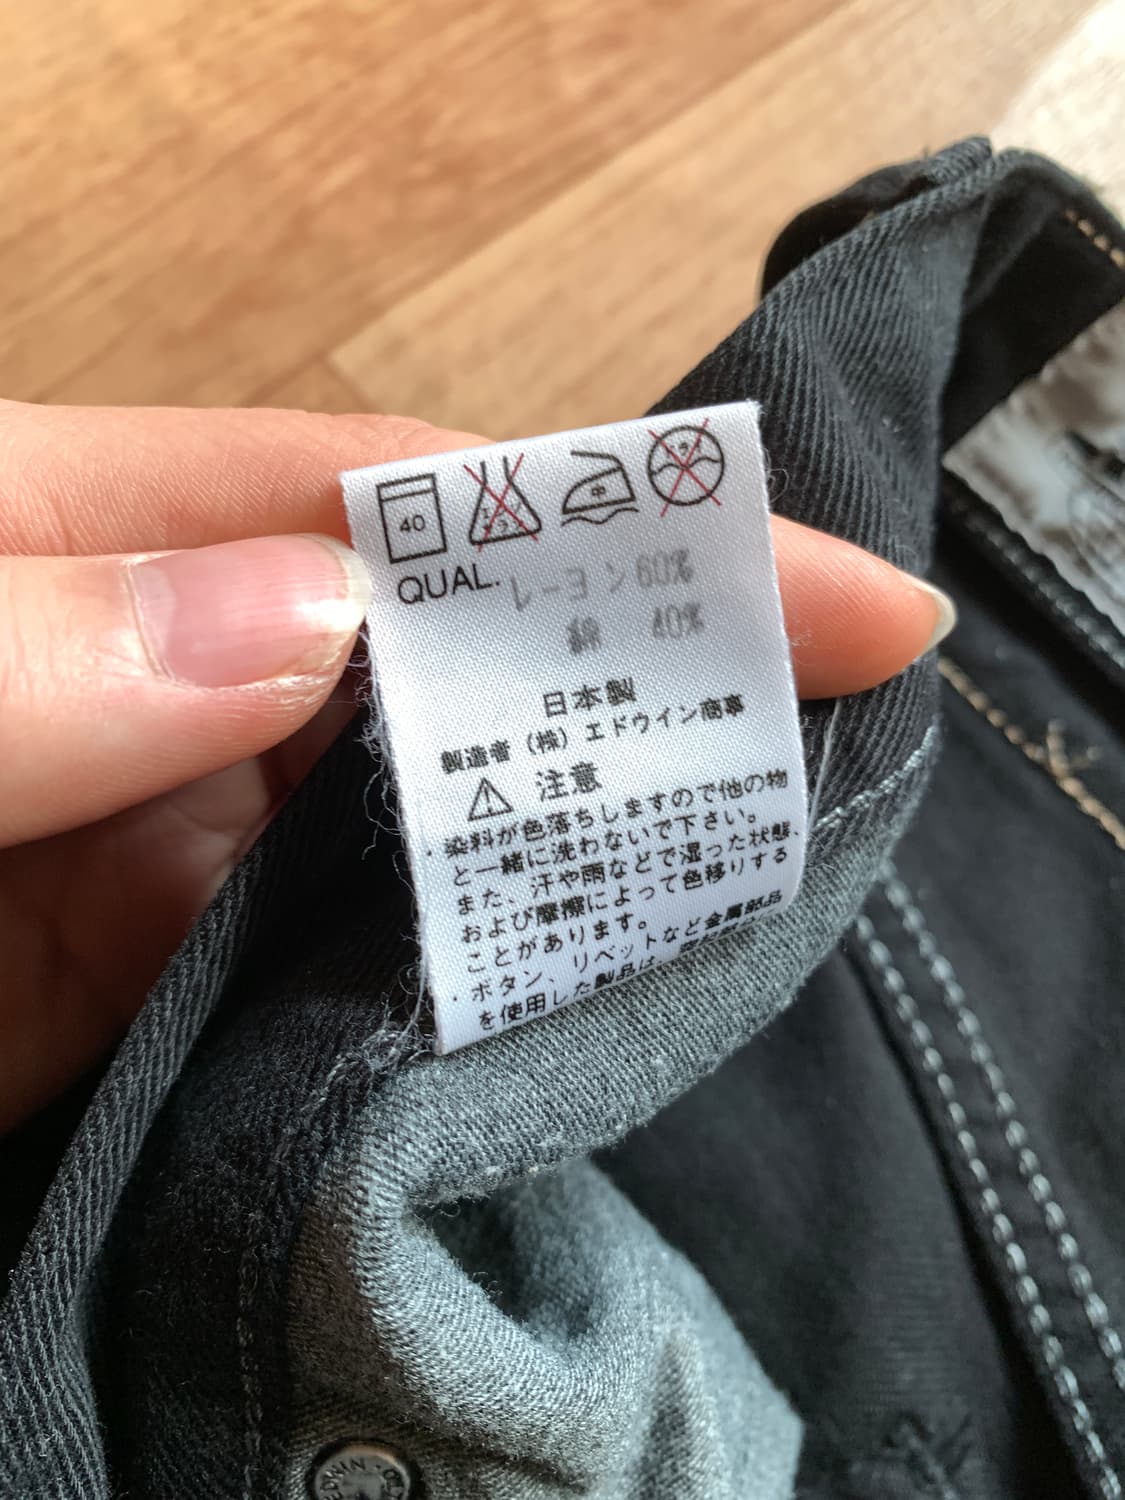 40
中
QUAL. レーヨン 60%
綿 40%
日本製
製造者 (株) エドウイン商事
注意
・染料が色落ちしますので他の物
と一緒に洗わないで下さい。
また、汗や雨などで湿った状態、
および摩擦によって色移りする
ことがあります。
・ボタン、リベットなど金属部品
を使用した製品は、